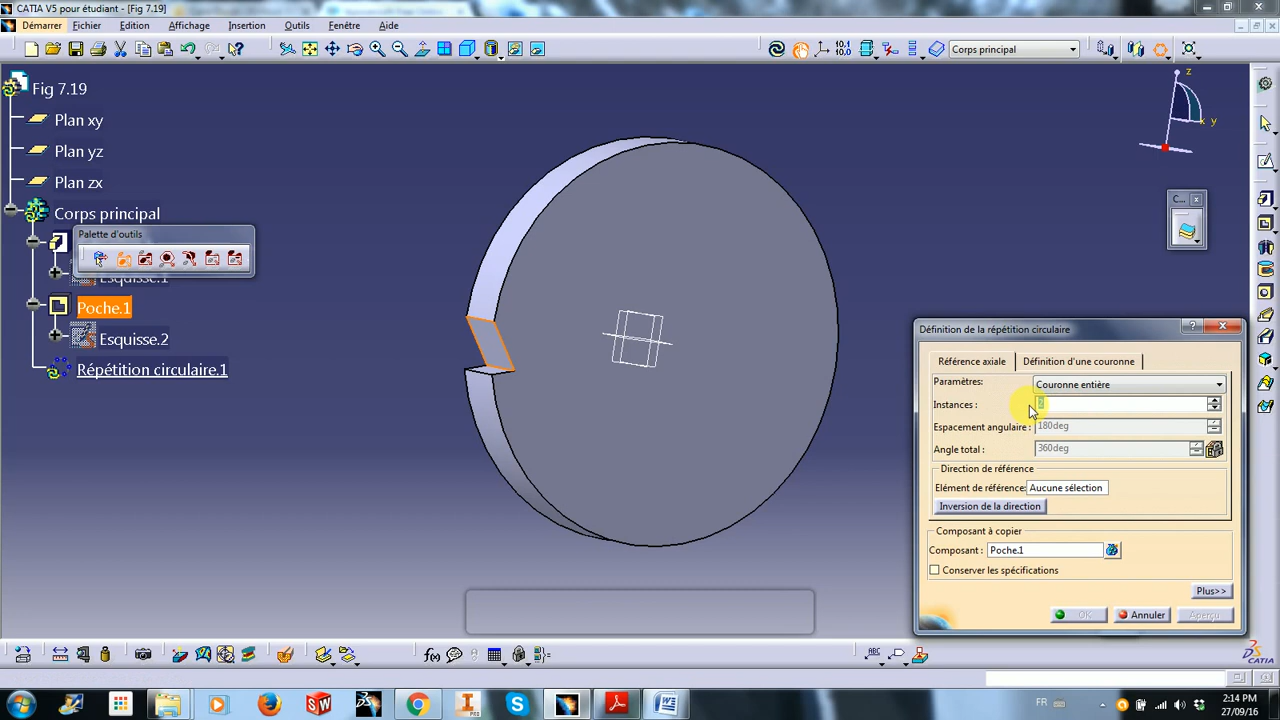 CATIA V5 pour étudiant - [Fig 7.19]
Démarrer Fichier Edition Affichage Insertion Outils Fenêtre Aide
Corps principal
Fig 7.19
Plan xy
Plan yz
Plan zx
Corps principal
Palette d'outils
Esquisse.1
Poche.1
Esquisse.2
Répétition circulaire.1
z
x y
C...
Définition de la répétition circulaire
Référence axiale Définition d'une couronne
Paramètres: Couronne entière
Instances : 2
Espacement angulaire : 180deg
Angle total : 360deg
Direction de référence
Elément de référence: Aucune sélection
Inversion de la direction
Composant à copier
Composant : Poche.1
Conserver les spécifications
Plus>>
OK Annuler Aperçu
CATIA
FR
2:14 PM
27/09/16